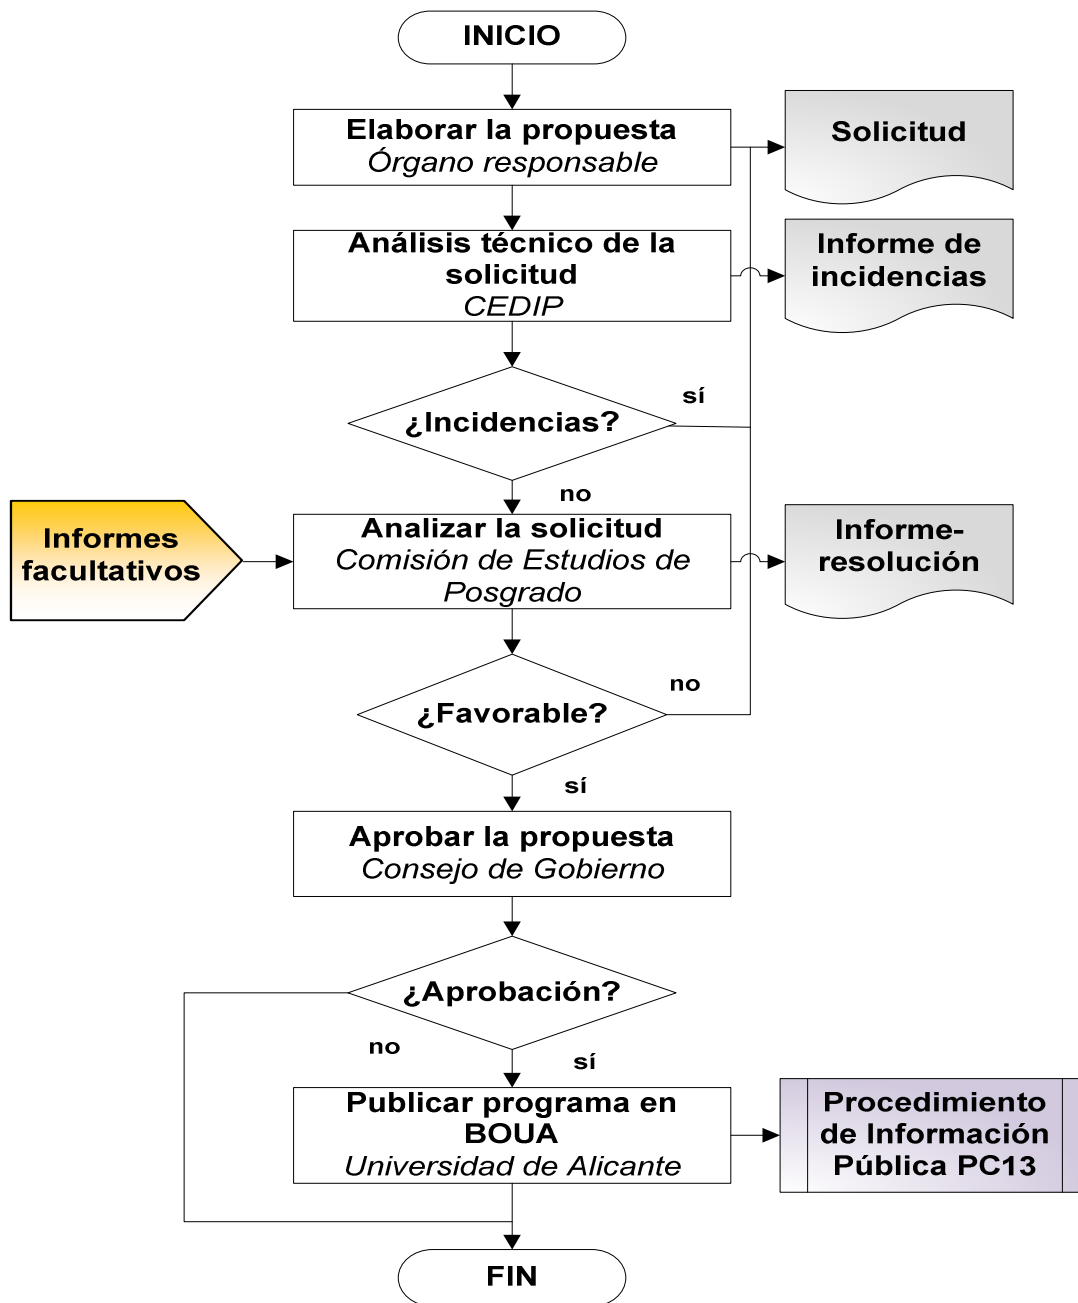 INICIO
Elaborar la propuesta
Órgano responsable
Solicitud
Análisis técnico de la
solicitud
CEDIP
Informe de
incidencias
¿Incidencias?
sí
no
Informes
facultativos
Analizar la solicitud
Comisión de Estudios de
Posgrado
Informe-
resolución
¿Favorable?
no
sí
Aprobar la propuesta
Consejo de Gobierno
¿Aprobación?
no
sí
Publicar programa en
BOUA
Universidad de Alicante
Procedimiento
de Información
Pública PC13
FIN